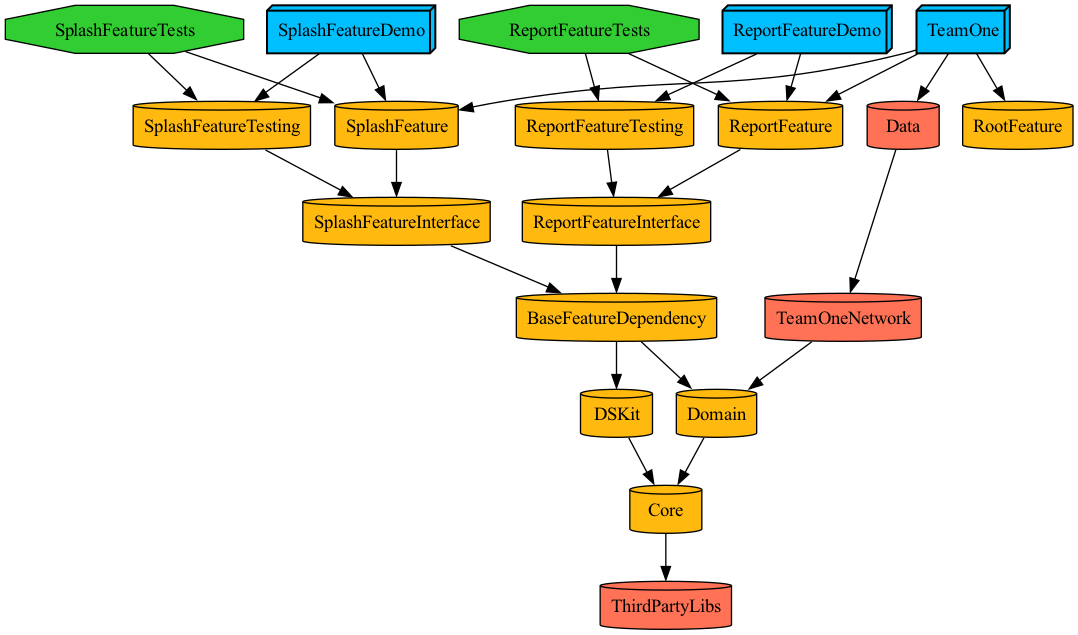 SplashFeatureTests
SplashFeatureDemo
ReportFeatureTests
ReportFeatureDemo
TeamOne
SplashFeatureTesting
SplashFeature
ReportFeatureTesting
ReportFeature
Data
RootFeature
SplashFeatureInterface
ReportFeatureInterface
BaseFeatureDependency
TeamOneNetwork
DSKit
Domain
Core
ThirdPartyLibs